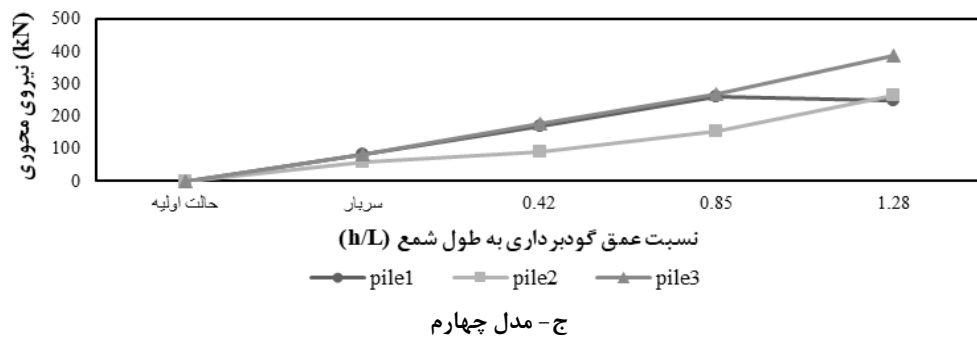 500
400
300
200
100
0
نیروی محوری (kN)
حالت اولیه سربار 0.42 0.85 1.28
نسبت عمق گودبرداری به طول شمع (h/L)
pile1 pile2 pile3
ج- مدل چهارم